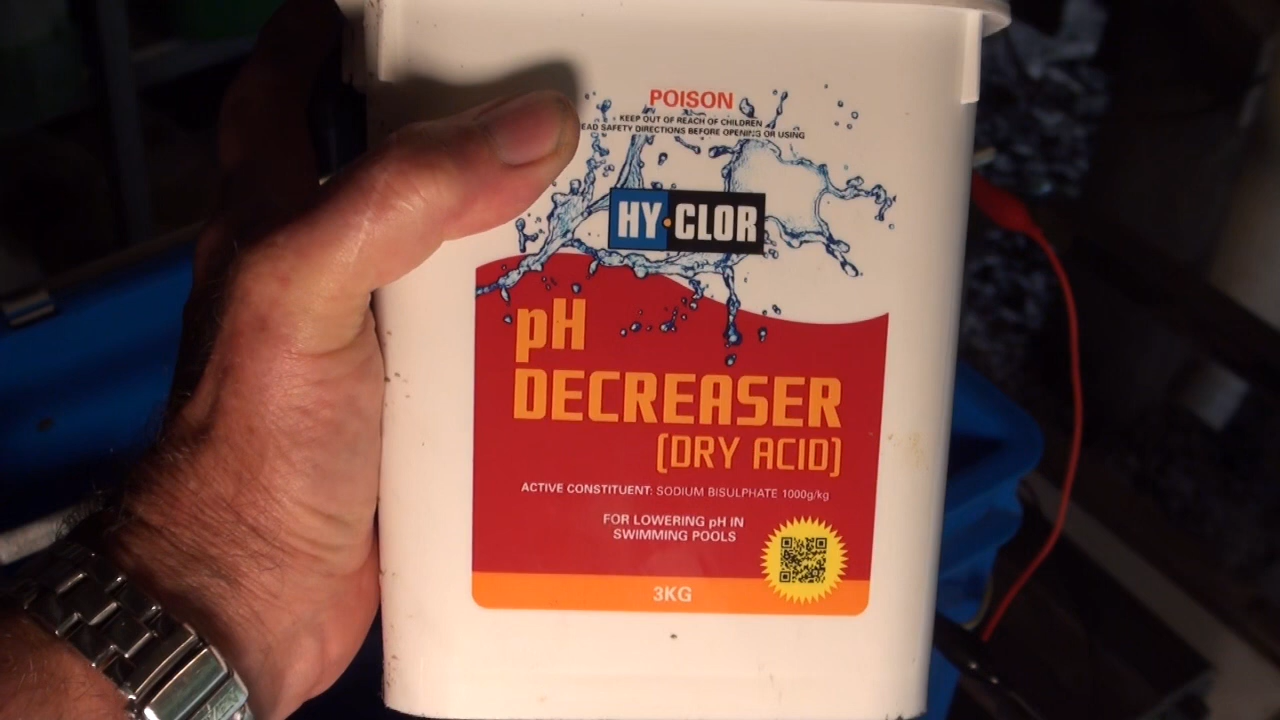 POISON
KEEP OUT OF REACH OF CHILDREN
SAFETY DIRECTIONS BEFORE OPENING OR USING
HY·CLOR
pH
DECREASER
(DRY ACID)
ACTIVE CONSTITUENT: SODIUM BISULPHATE 1000g/kg
FOR LOWERING pH IN
SWIMMING POOLS
3KG